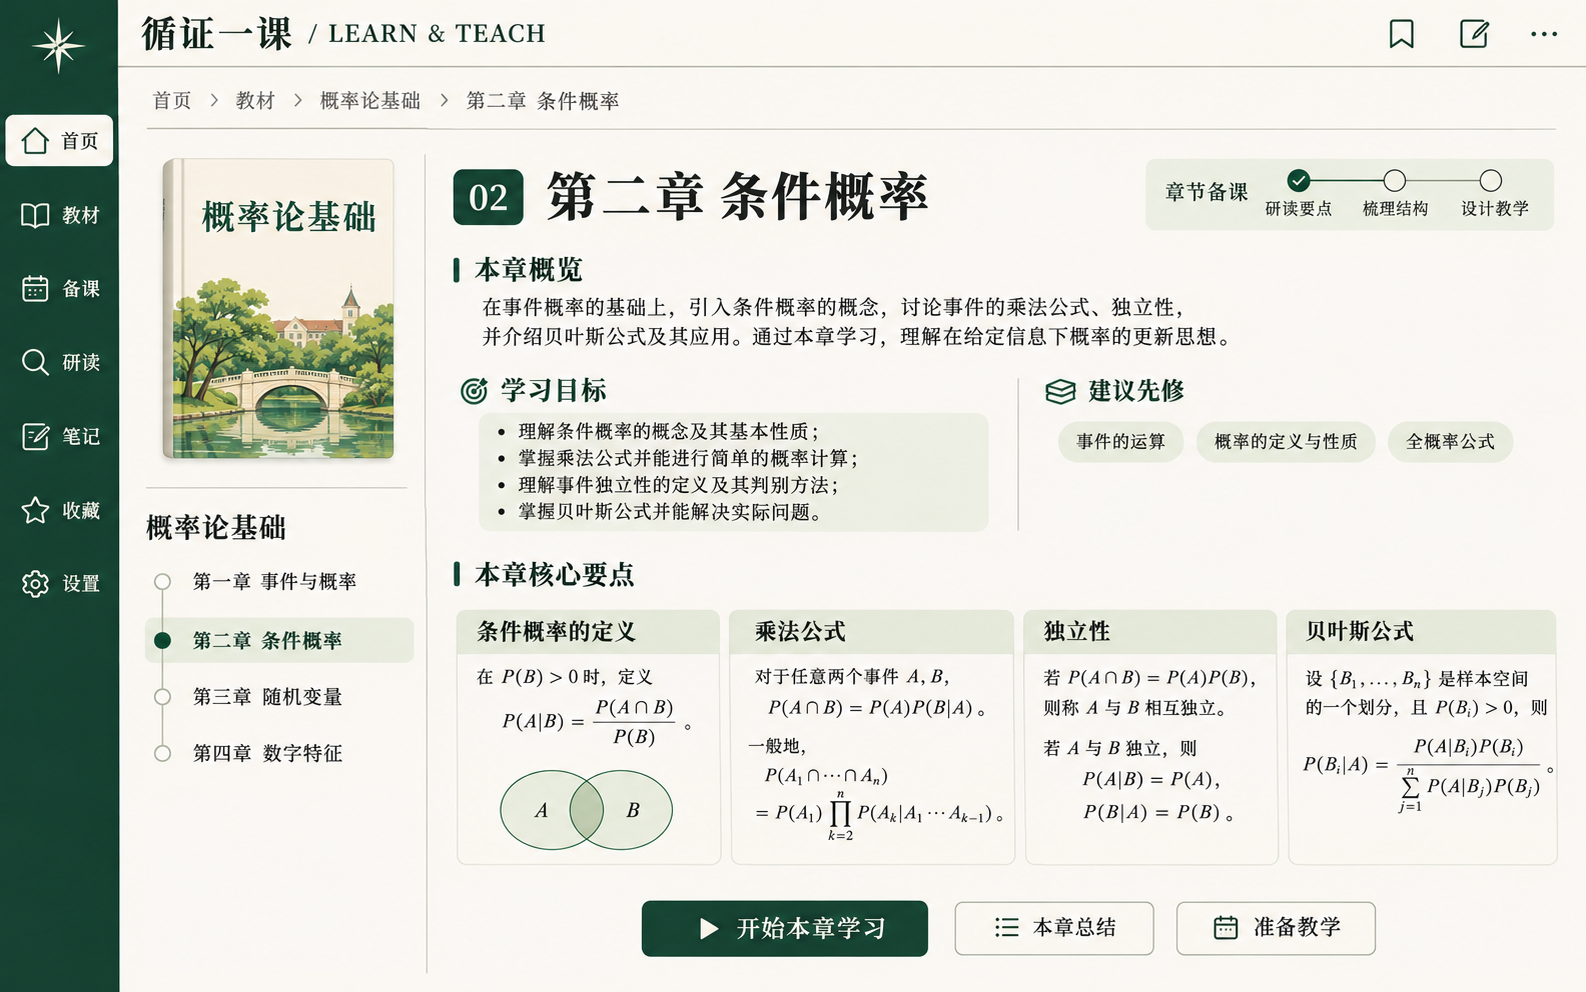 循证一课 / LEARN & TEACH
首页 > 教材 > 概率论基础 > 第二章 条件概率
首页
教材
备课
研读
笔记
收藏
设置
概率论基础
概率论基础
第一章 事件与概率
第二章 条件概率
第三章 随机变量
第四章 数字特征
02 第二章 条件概率
章节备课
研读要点 梳理结构 设计教学
本章概览
在事件概率的基础上，引入条件概率的概念，讨论事件的乘法公式、独立性，
并介绍贝叶斯公式及其应用。通过本章学习，理解在给定信息下概率的更新思想。
学习目标
• 理解条件概率的概念及其基本性质；
• 掌握乘法公式并能进行简单的概率计算；
• 理解事件独立性的定义及其判别方法；
• 掌握贝叶斯公式并能解决实际问题。
建议先修
事件的运算 概率的定义与性质 全概率公式
本章核心要点
条件概率的定义
在 P(B) > 0 时，定义
P(A|B) = P(A∩B) / P(B) 。
A B
乘法公式
对于任意两个事件 A, B，
P(A∩B) = P(A)P(B|A) 。
一般地，
P(A₁∩⋯∩Aₙ)
= P(A₁) ∏_{k=2}^{n} P(A_k|A₁⋯A_{k−1}) 。
独立性
若 P(A∩B) = P(A)P(B)，
则称 A 与 B 相互独立。
若 A 与 B 独立，则
P(A|B) = P(A)，
P(B|A) = P(B) 。
贝叶斯公式
设 {B₁, . . . , Bₙ} 是样本空间
的一个划分，且 P(Bᵢ) > 0，则
P(Bᵢ|A) = P(A|Bᵢ)P(Bᵢ) / ∑_{j=1}^{n} P(A|Bⱼ)P(Bⱼ) 。
开始本章学习
本章总结
准备教学